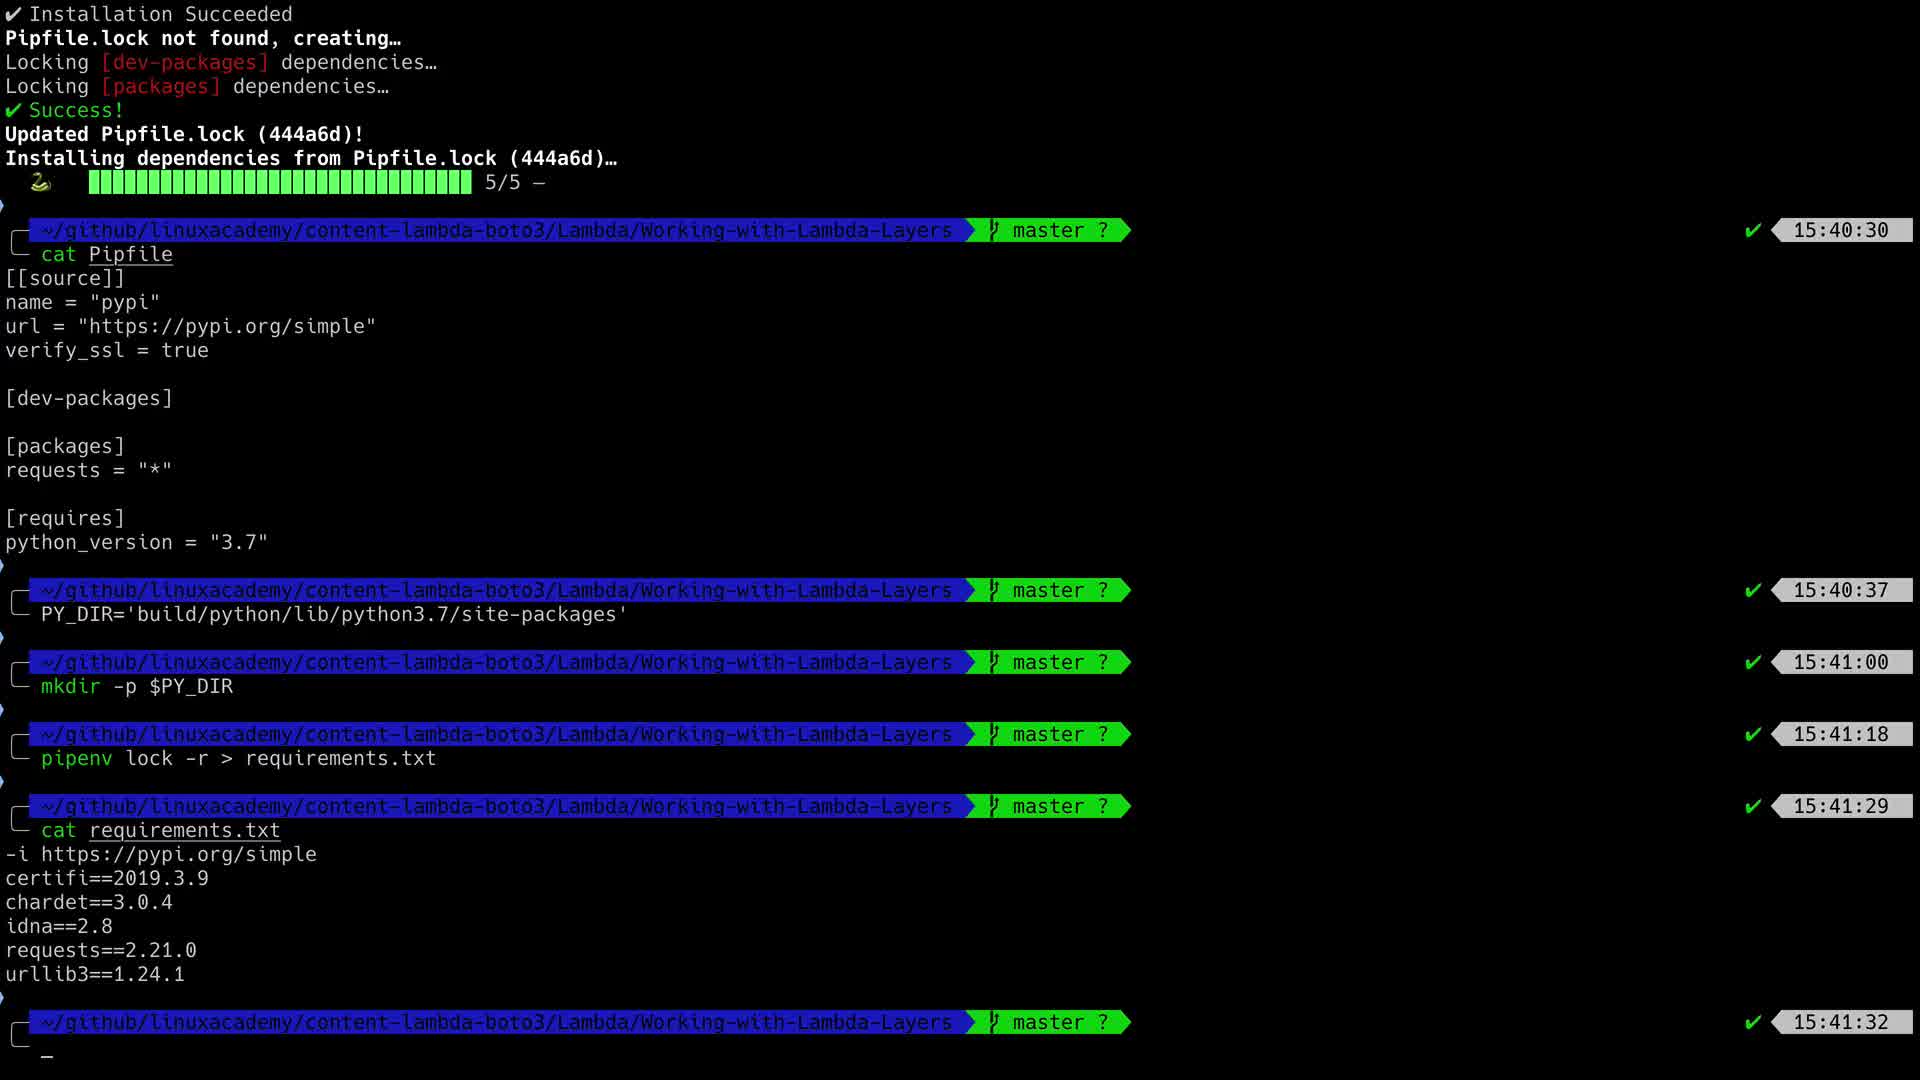 ✔ Installation Succeeded
Pipfile.lock not found, creating…
Locking [dev-packages] dependencies…
Locking [packages] dependencies…
✔ Success!
Updated Pipfile.lock (444a6d)!
Installing dependencies from Pipfile.lock (444a6d)…
5/5 —
~/github/linuxacademy/content-lambda-boto3/Lambda/Working-with-Lambda-Layers master ? ✔ 15:40:30
cat Pipfile
[[source]]
name = "pypi"
url = "https://pypi.org/simple"
verify_ssl = true
[dev-packages]
[packages]
requests = "*"
[requires]
python_version = "3.7"
~/github/linuxacademy/content-lambda-boto3/Lambda/Working-with-Lambda-Layers master ? ✔ 15:40:37
PY_DIR='build/python/lib/python3.7/site-packages'
~/github/linuxacademy/content-lambda-boto3/Lambda/Working-with-Lambda-Layers master ? ✔ 15:41:00
mkdir -p $PY_DIR
~/github/linuxacademy/content-lambda-boto3/Lambda/Working-with-Lambda-Layers master ? ✔ 15:41:18
pipenv lock -r > requirements.txt
~/github/linuxacademy/content-lambda-boto3/Lambda/Working-with-Lambda-Layers master ? ✔ 15:41:29
cat requirements.txt
-i https://pypi.org/simple
certifi==2019.3.9
chardet==3.0.4
idna==2.8
requests==2.21.0
urllib3==1.24.1
~/github/linuxacademy/content-lambda-boto3/Lambda/Working-with-Lambda-Layers master ? ✔ 15:41:32